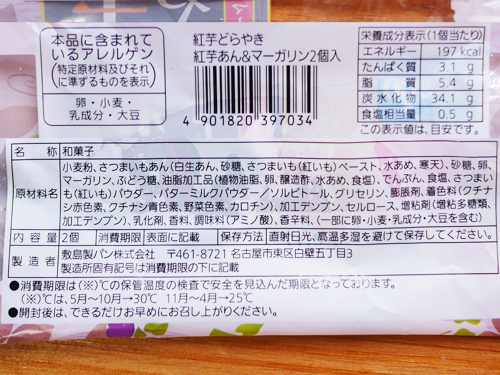 本品に含まれて
いるアレルゲン
(特定原材料及びそれ
に準ずるものを表示)
卵・小麦・
乳成分・大豆
紅芋どらやき
紅芋あん&マーガリン2個入
4901820397034
栄養成分表示(1個当たり)
エネルギー 197 kcal
たんぱく質 3.1 g
脂質 5.4 g
炭水化物 34.1 g
食塩相当量 0.5 g
この表示値は、目安です。
名称 和菓子
原材料名 小麦粉、さつまいもあん(白生あん、砂糖、さつまいも(紅いも)ペースト、水あめ、寒天)、砂糖、卵、
マーガリン、ぶどう糖、油脂加工品(植物油脂、卵、醸造酢、水あめ、食塩)、でんぷん、食塩、さつまい
も(紅いも)パウダー、バターミルクパウダー/ソルビトール、グリセリン、膨脹剤、着色料(クチナ
シ赤色素、クチナシ青色素、野菜色素、カロチン)、加工デンプン、セルロース、増粘剤(増粘多糖類、
加工デンプン)、乳化剤、香料、調味料(アミノ酸)、香辛料、(一部に卵・小麦・乳成分・大豆を含む)
内容量 2個 消費期限 表面に記載 保存方法 直射日光、高温多湿を避けて保存してください。
製造者 敷島製パン株会社 〒461-8721 名古屋市東区白壁五丁目3
製造所固有記号は消費期限の下に記載
●消費期限は(※)℃の保管温度の検査で安全を見込んだ期限となっております。
(※)℃は、5月~10月→30℃ 11月~4月→25℃
●開封後は、できるだけお早めにお召し上がりください。